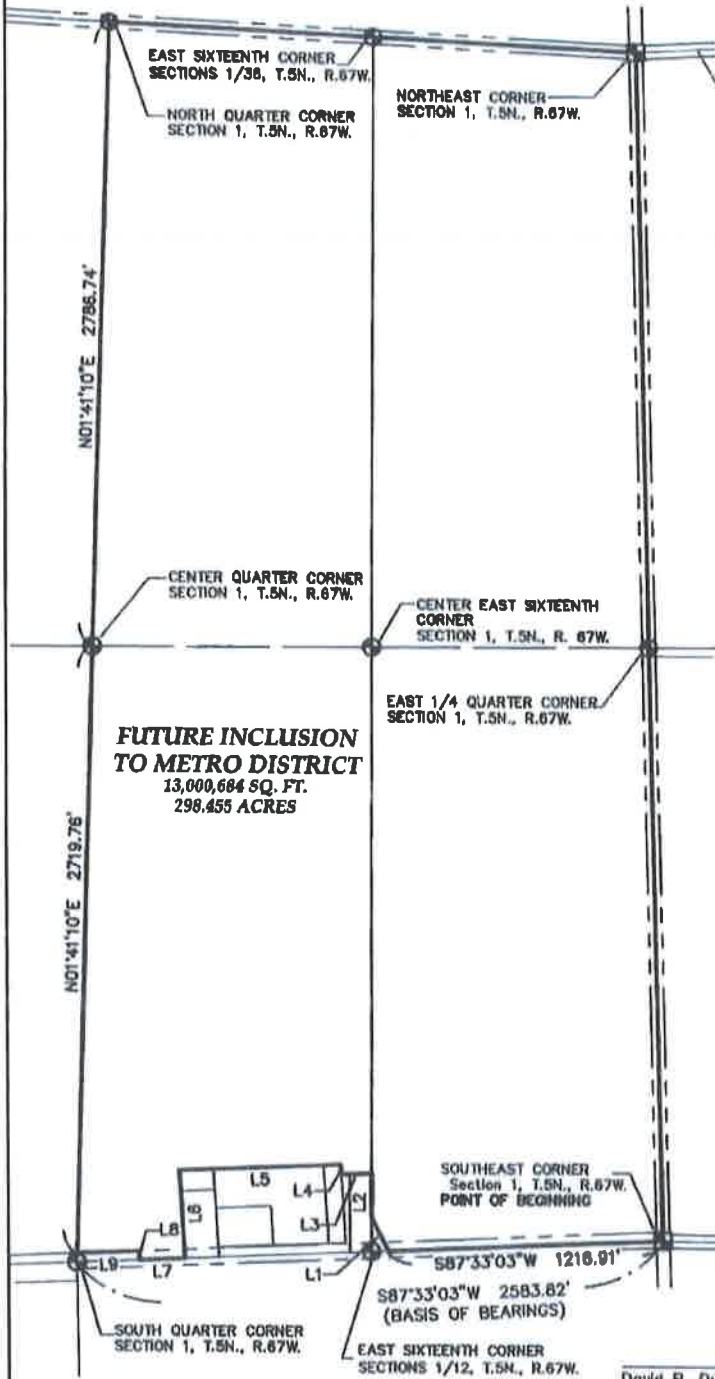 EAST SIXTEENTH CORNER
SECTIONS 1/36, T.5N., R.67W.
NORTHEAST CORNER
SECTION 1, T.5N., R.67W.
NORTH QUARTER CORNER
SECTION 1, T.5N., R.67W.
N01°41'10"E 2786.74'
CENTER QUARTER CORNER
SECTION 1, T.5N., R.67W.
CENTER EAST SIXTEENTH
CORNER
SECTION 1, T.5N., R. 67W.
EAST 1/4 QUARTER CORNER
SECTION 1, T.5N., R.67W.
FUTURE INCLUSION
TO METRO DISTRICT
13,000,684 SQ. FT.
298.455 ACRES
N01°41'10"E 2719.76'
L5
L4
L6
L3
L2
L8
L9
L7
L1
SOUTHEAST CORNER
Section 1, T.5N., R.67W.
POINT OF BEGINNING
S87°33'03"W 1216.91'
S87°33'03"W 2583.82'
(BASIS OF BEARINGS)
SOUTH QUARTER CORNER
SECTION 1, T.5N., R.67W.
EAST SIXTEENTH CORNER
SECTIONS 1/12, T.5N., R.67W.